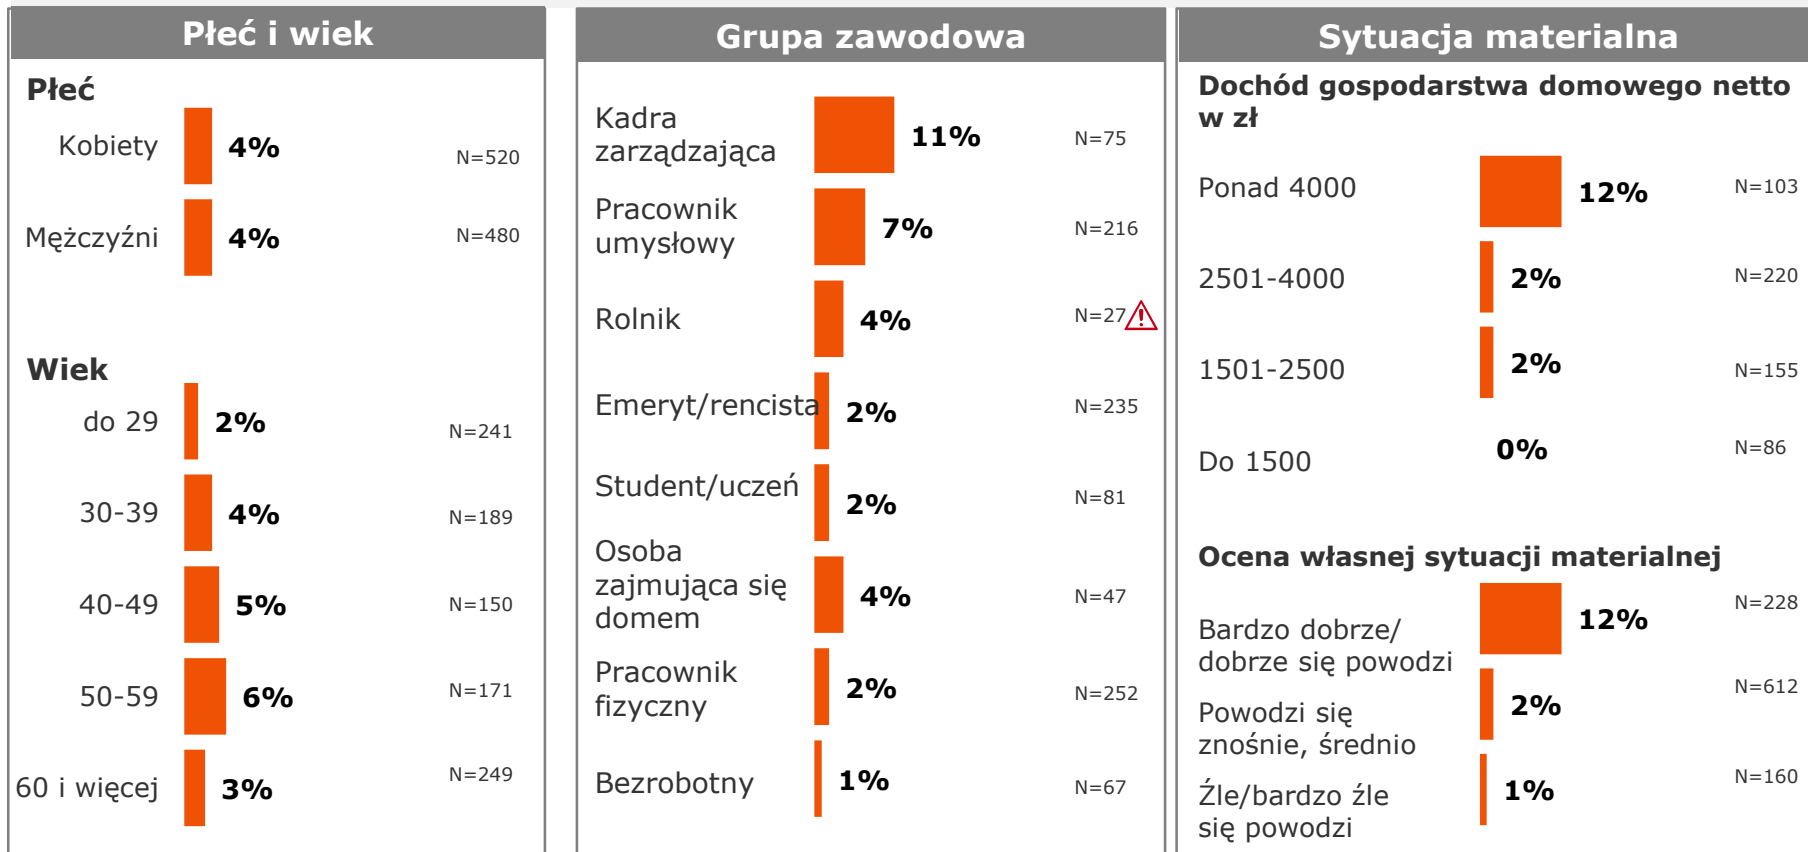 Płeć i wiek
Płeć
Kobiety 4% N=520
Mężczyźni 4% N=480
Wiek
do 29 2% N=241
30-39 4% N=189
40-49 5% N=150
50-59 6% N=171
60 i więcej 3% N=249
Grupa zawodowa
Kadra
zarządzająca 11% N=75
Pracownik
umysłowy 7% N=216
Rolnik 4% N=27
Emeryt/rencista 2% N=235
Student/uczeń 2% N=81
Osoba
zajmująca się
domem 4% N=47
Pracownik
fizyczny 2% N=252
Bezrobotny 1% N=67
Sytuacja materialna
Dochód gospodarstwa domowego netto
w zł
Ponad 4000 12% N=103
2501-4000 2% N=220
1501-2500 2% N=155
Do 1500 0% N=86
Ocena własnej sytuacji materialnej
Bardzo dobrze/
dobrze się powodzi 12% N=228
Powodzi się
znośnie, średnio 2% N=612
Źle/bardzo źle
się powodzi 1% N=160